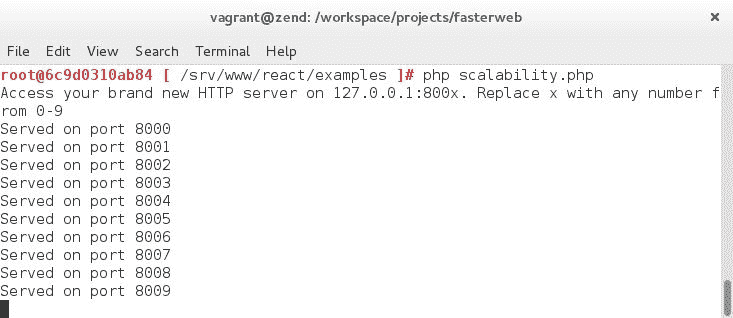 vagrant@zend: /workspace/projects/fasterweb
File Edit View Search Terminal Help
root@6c9d0310ab84 [ /srv/www/react/examples ]# php scalability.php
Access your brand new HTTP server on 127.0.0.1:800x. Replace x with any number f
rom 0-9
Served on port 8000
Served on port 8001
Served on port 8002
Served on port 8003
Served on port 8004
Served on port 8005
Served on port 8006
Served on port 8007
Served on port 8008
Served on port 8009